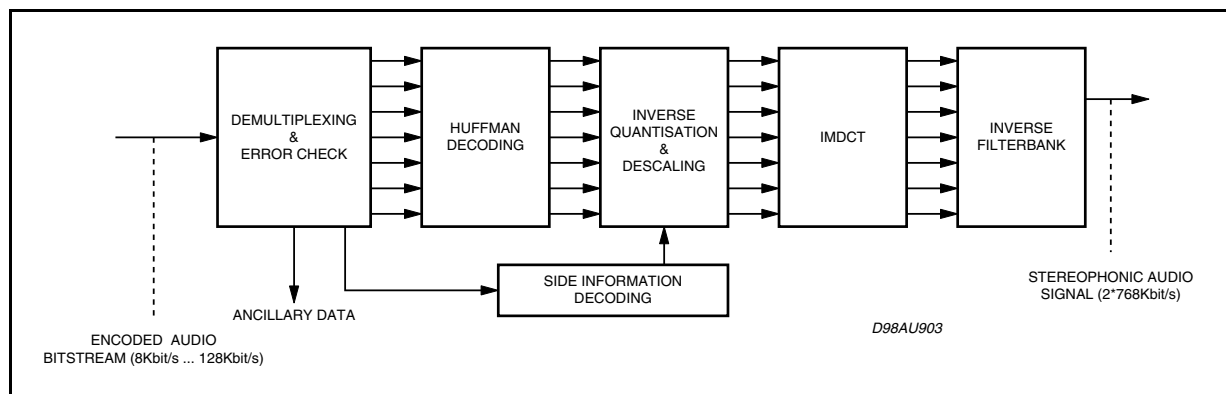 DEMULTIPLEXING
&
ERROR CHECK
HUFFMAN
DECODING
INVERSE
QUANTISATION
&
DESCALING
IMDCT
INVERSE
FILTERBANK
SIDE INFORMATION
DECODING
ANCILLARY DATA
ENCODED AUDIO
BITSTREAM (8Kbit/s ... 128Kbit/s)
STEREOPHONIC AUDIO
SIGNAL (2*768Kbit/s)
D98AU903